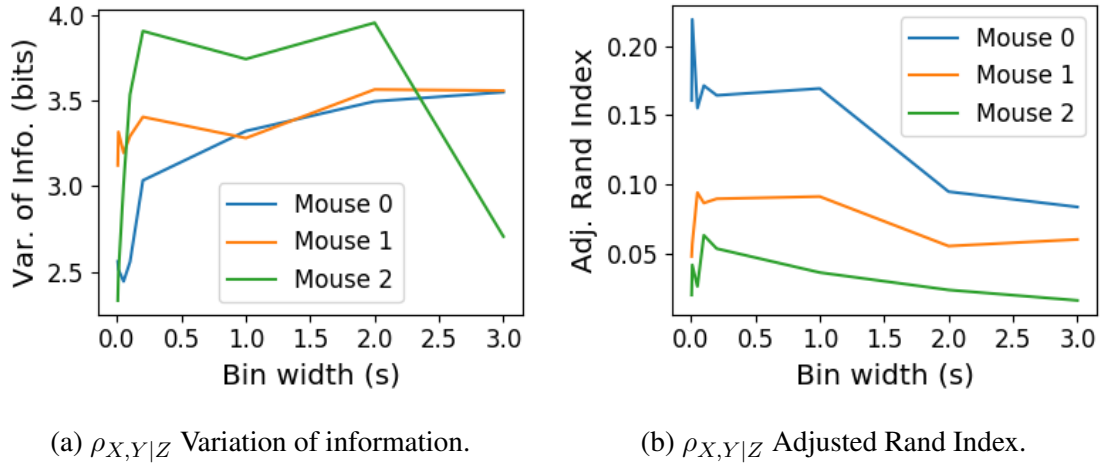 4.0
3.5
3.0
2.5
Var. of Info. (bits)
Mouse 0
Mouse 1
Mouse 2
0.0 0.5 1.0 1.5 2.0 2.5 3.0
Bin width (s)
(a) ρX,Y|Z Variation of information.
0.20
0.15
0.10
0.05
Adj. Rand Index
Mouse 0
Mouse 1
Mouse 2
0.0 0.5 1.0 1.5 2.0 2.5 3.0
Bin width (s)
(b) ρX,Y|Z Adjusted Rand Index.